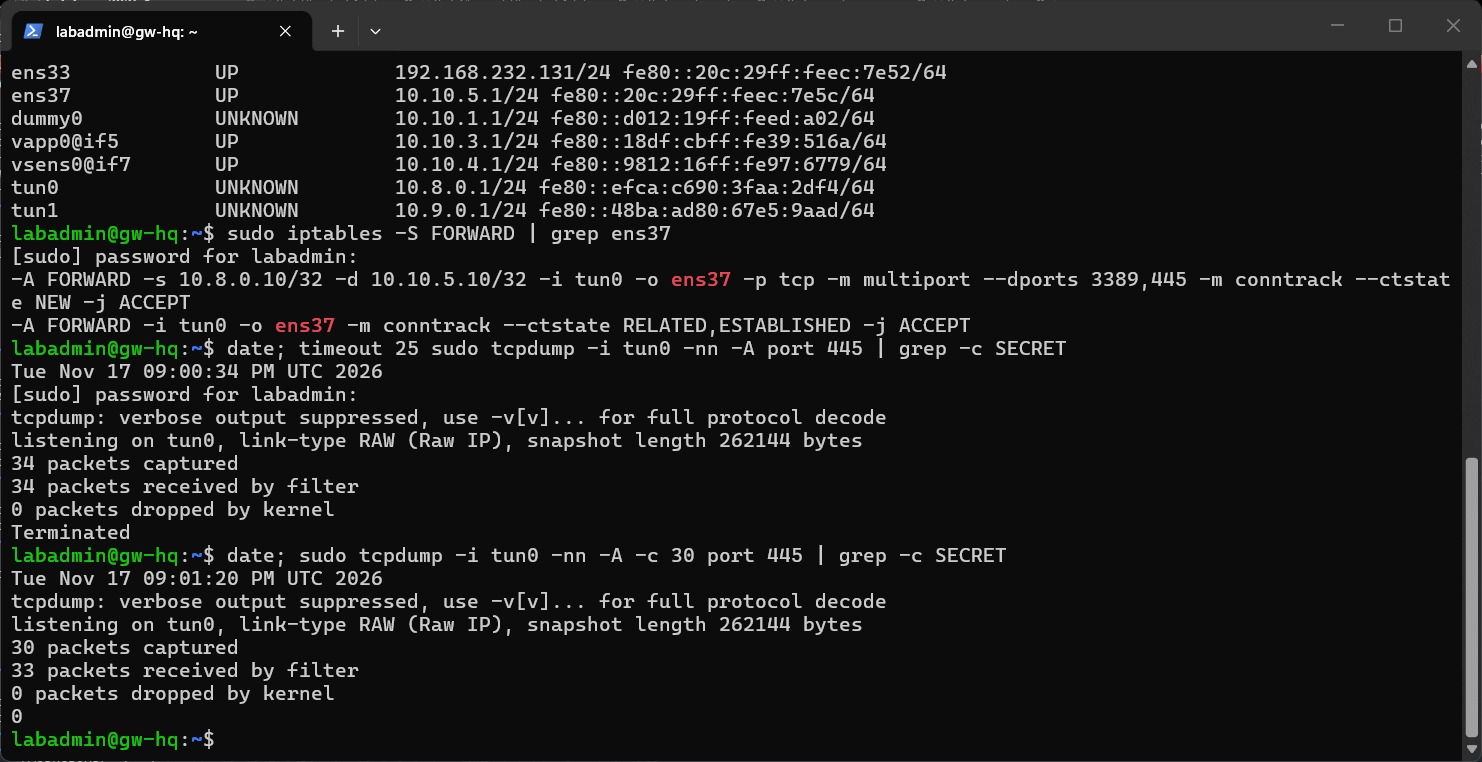 labadmin@gw-hq: ~
ens33 UP 192.168.232.131/24 fe80::20c:29ff:feec:7e52/64
ens37 UP 10.10.5.1/24 fe80::20c:29ff:feec:7e5c/64
dummy0 UNKNOWN 10.10.1.1/24 fe80::d012:19ff:feed:a02/64
vapp0@if5 UP 10.10.3.1/24 fe80::18df:cbff:fe39:516a/64
vsens0@if7 UP 10.10.4.1/24 fe80::9812:16ff:fe97:6779/64
tun0 UNKNOWN 10.8.0.1/24 fe80::efca:c690:3faa:2df4/64
tun1 UNKNOWN 10.9.0.1/24 fe80::48ba:ad80:67e5:9aad/64
labadmin@gw-hq:~$ sudo iptables -S FORWARD | grep ens37
[sudo] password for labadmin:
-A FORWARD -s 10.8.0.10/32 -d 10.10.5.10/32 -i tun0 -o ens37 -p tcp -m multiport --dports 3389,445 -m conntrack --ctstat
e NEW -j ACCEPT
-A FORWARD -i tun0 -o ens37 -m conntrack --ctstate RELATED,ESTABLISHED -j ACCEPT
labadmin@gw-hq:~$ date; timeout 25 sudo tcpdump -i tun0 -nn -A port 445 | grep -c SECRET
Tue Nov 17 09:00:34 PM UTC 2026
[sudo] password for labadmin:
tcpdump: verbose output suppressed, use -v[v]... for full protocol decode
listening on tun0, link-type RAW (Raw IP), snapshot length 262144 bytes
34 packets captured
34 packets received by filter
0 packets dropped by kernel
Terminated
labadmin@gw-hq:~$ date; sudo tcpdump -i tun0 -nn -A -c 30 port 445 | grep -c SECRET
Tue Nov 17 09:01:20 PM UTC 2026
tcpdump: verbose output suppressed, use -v[v]... for full protocol decode
listening on tun0, link-type RAW (Raw IP), snapshot length 262144 bytes
30 packets captured
33 packets received by filter
0 packets dropped by kernel
0
labadmin@gw-hq:~$